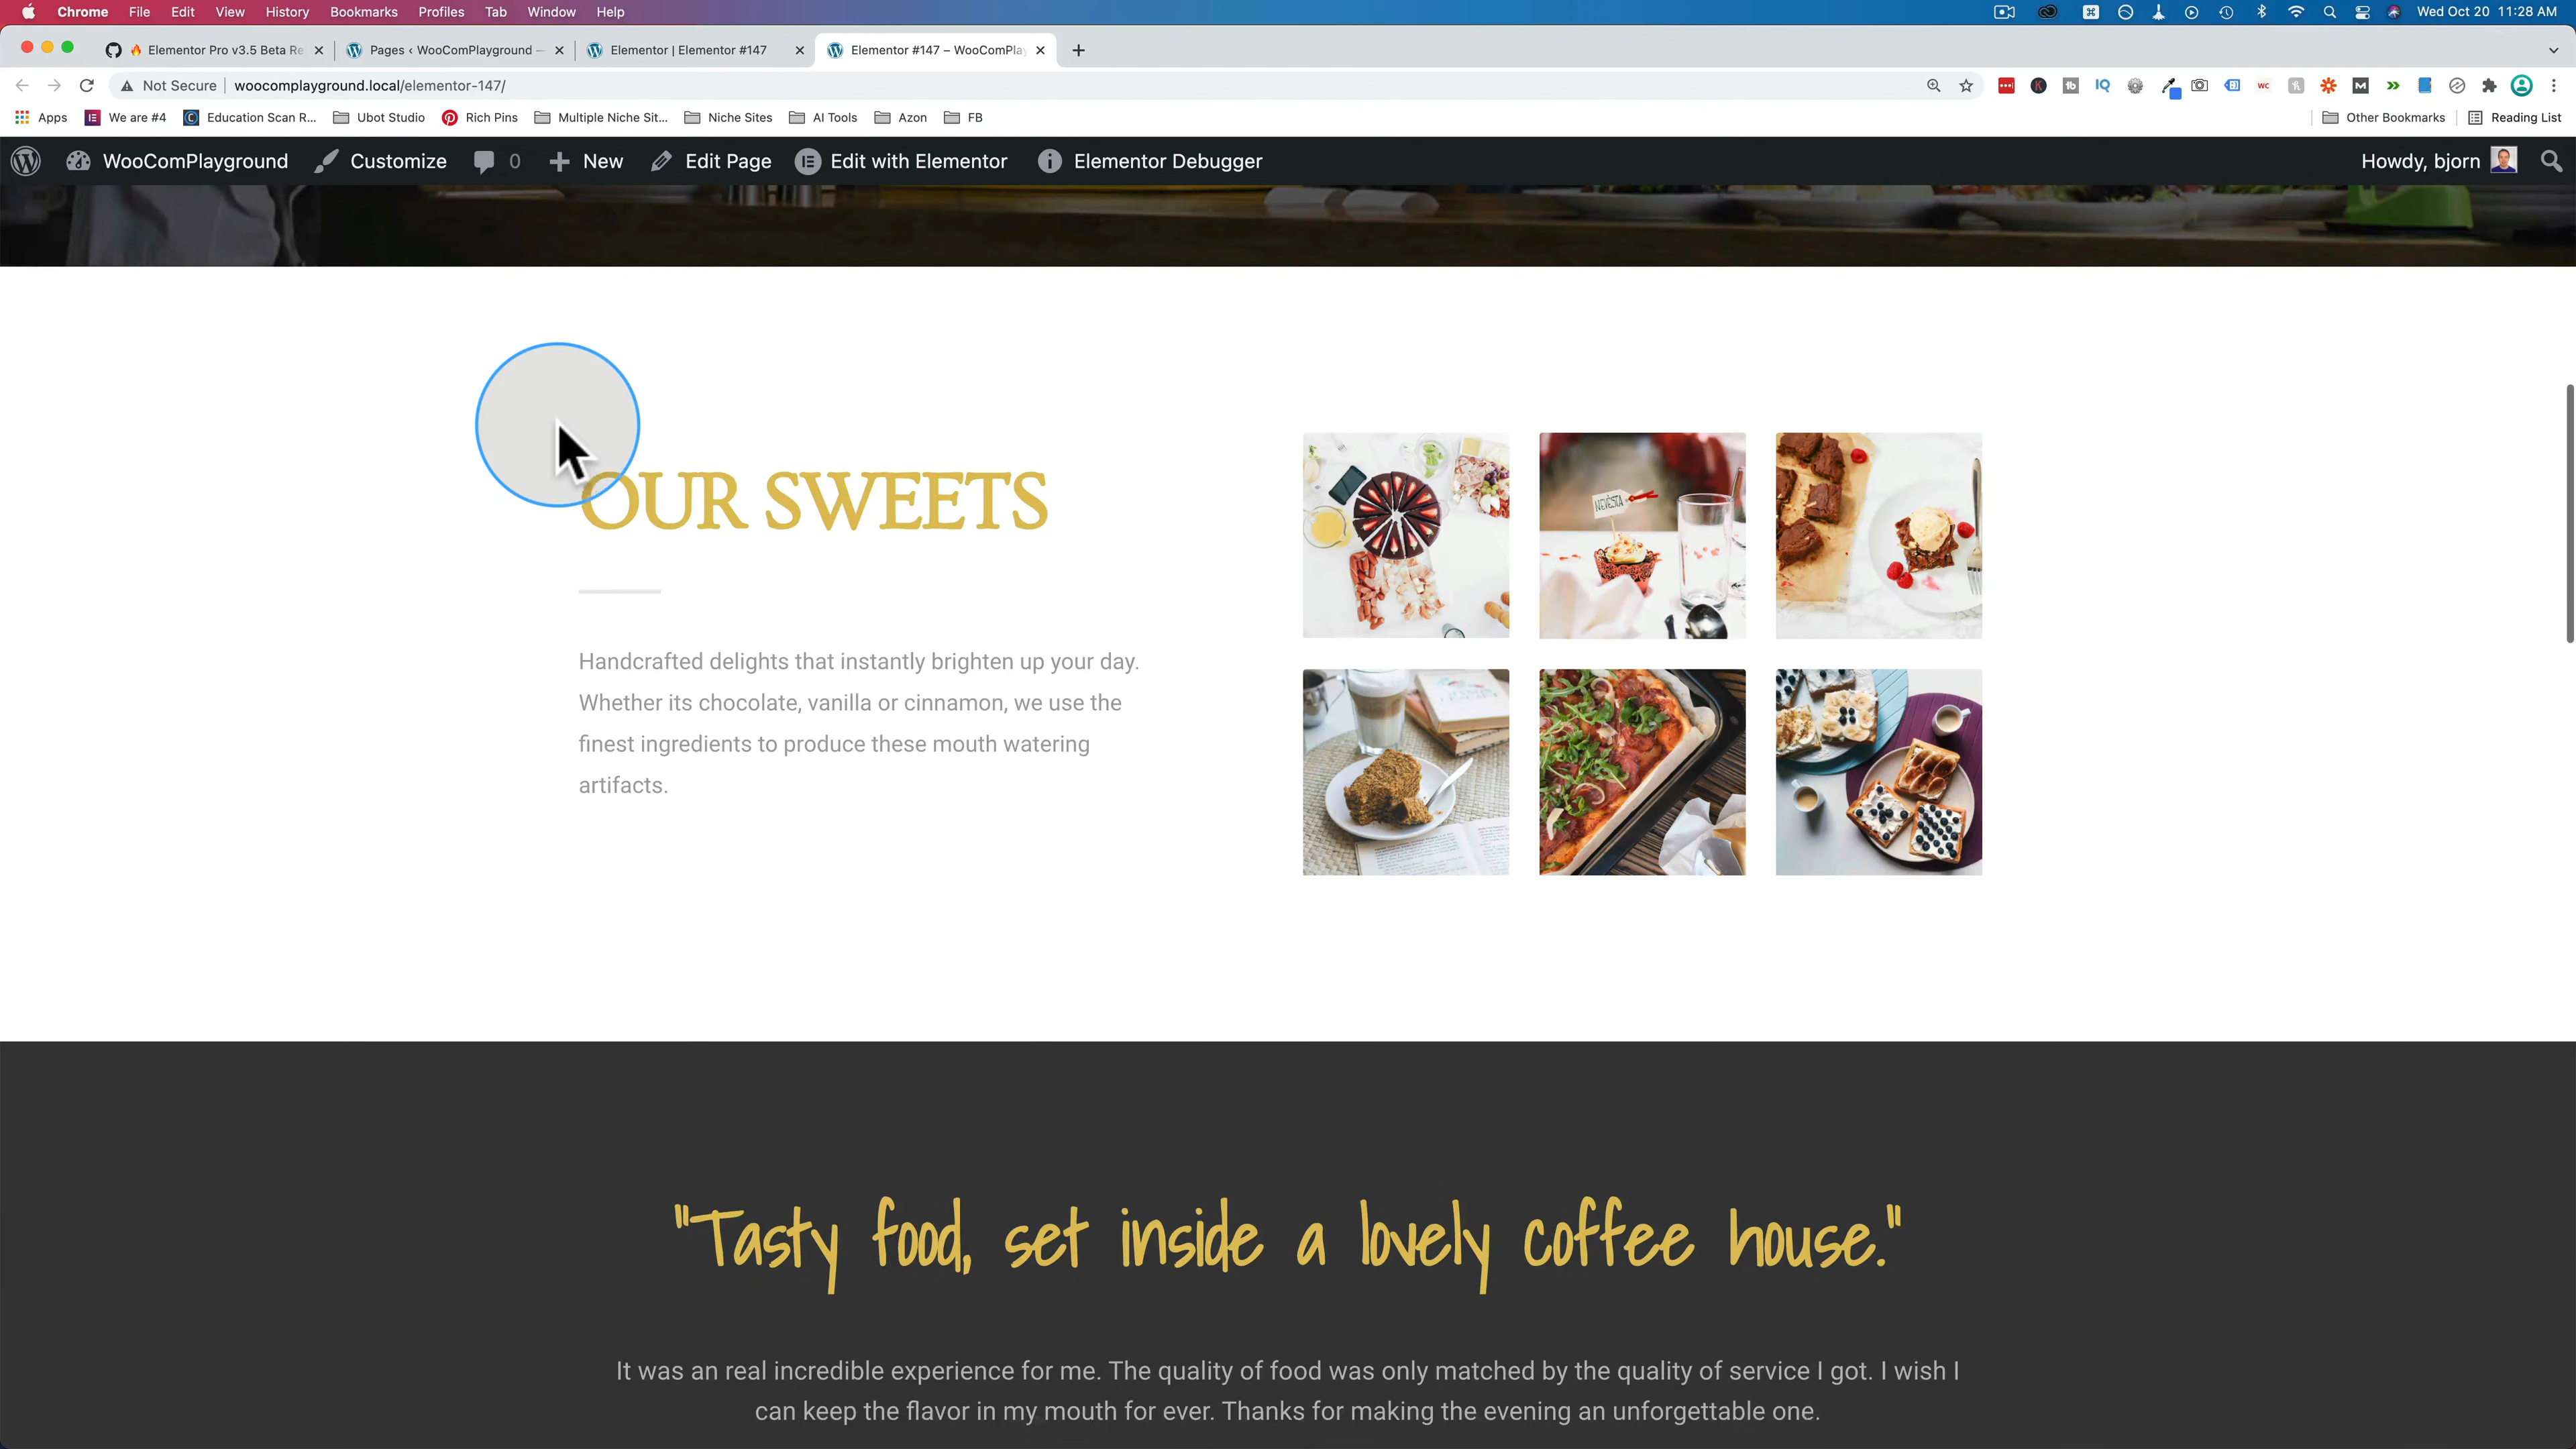 Chrome File Edit View History Bookmarks Profiles Tab Window Help Wed Oct 20 11:28 AM
Elementor Pro v3.5 Beta Re Pages ‹ WooComPlayground — Elementor | Elementor #147 Elementor #147 – WooComPla
Not Secure woocomplayground.local/elementor-147/
Apps We are #4 Education Scan R... Ubot Studio Rich Pins Multiple Niche Sit... Niche Sites AI Tools Azon FB Other Bookmarks Reading List
WooComPlayground Customize 0 New Edit Page Edit with Elementor Elementor Debugger Howdy, bjorn
OUR SWEETS
Handcrafted delights that instantly brighten up your day.
Whether its chocolate, vanilla or cinnamon, we use the
finest ingredients to produce these mouth watering
artifacts.
NEVĚSTA
"Tasty food, set inside a lovely coffee house."
It was an real incredible experience for me. The quality of food was only matched by the quality of service I got. I wish I
can keep the flavor in my mouth for ever. Thanks for making the evening an unforgettable one.